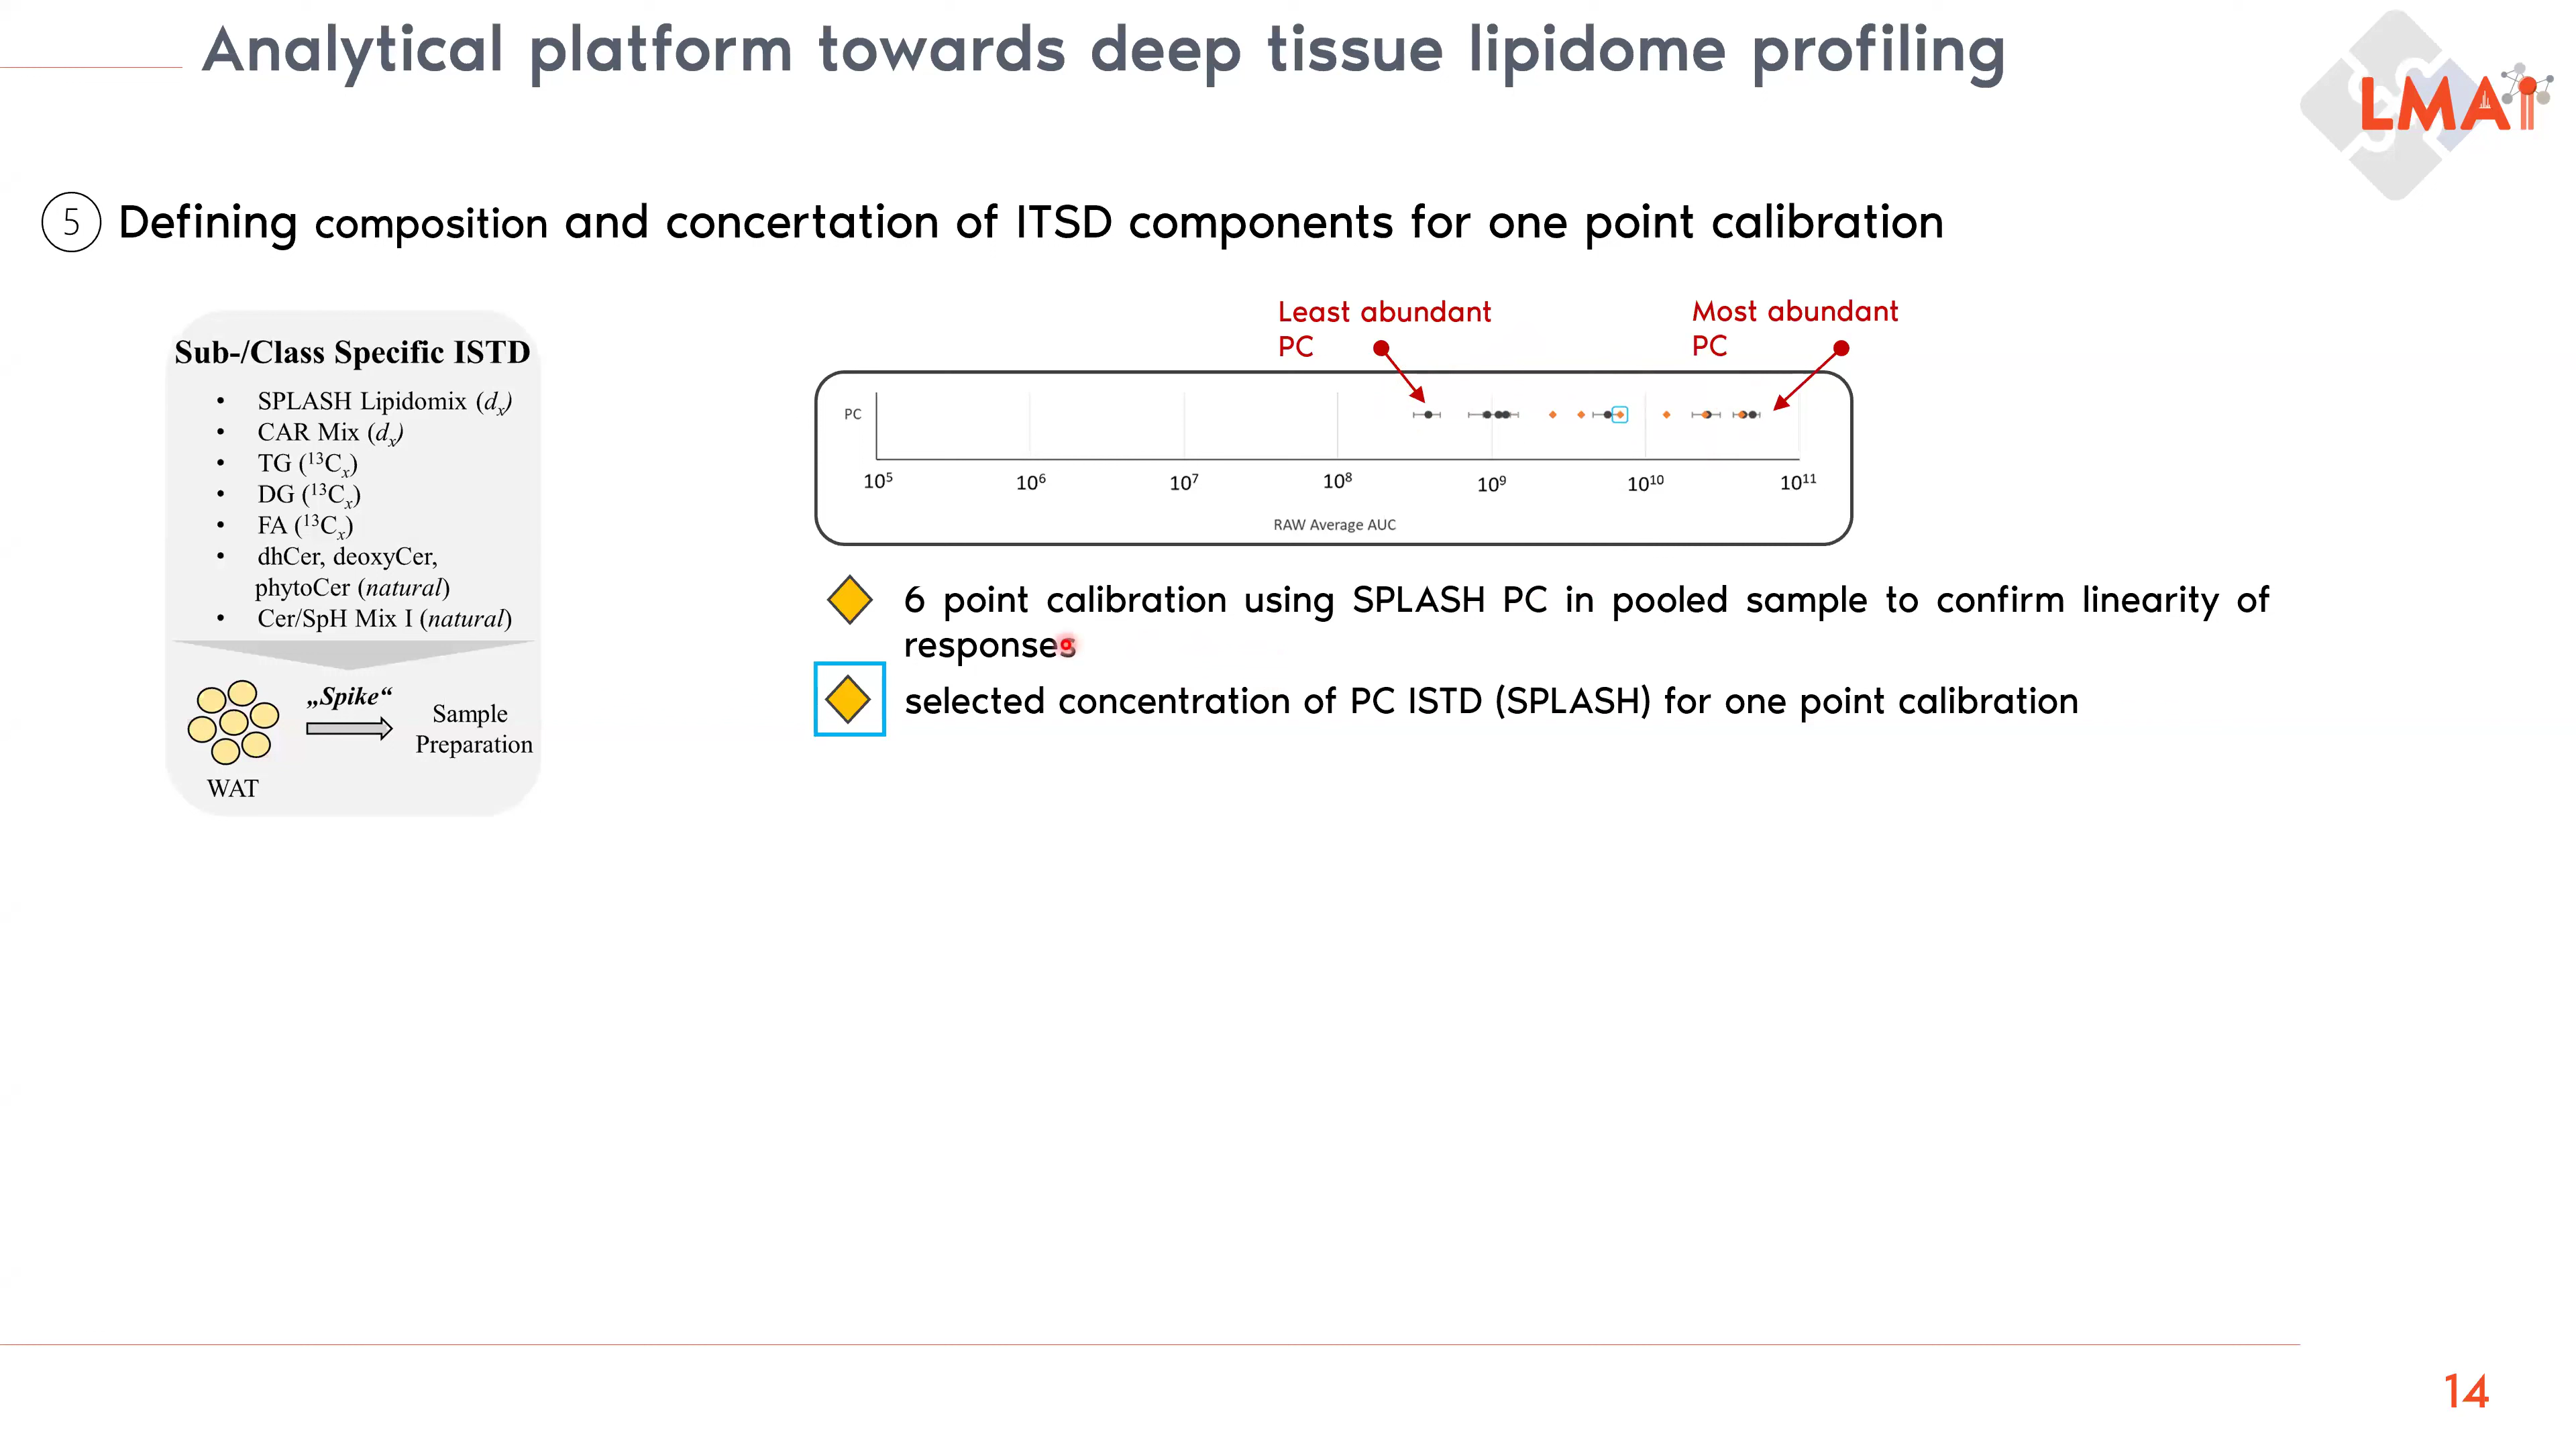 Analytical platform towards deep tissue lipidome profiling
LMAi
5 Defining composition and concertation of ITSD components for one point calibration
Sub-/Class Specific ISTD
• SPLASH Lipidomix (dₓ)
• CAR Mix (dₓ)
• TG (¹³Cₓ)
• DG (¹³Cₓ)
• FA (¹³Cₓ)
• dhCer, deoxyCer,
phytoCer (natural)
• Cer/SpH Mix I (natural)
„Spike“
Sample
Preparation
WAT
Least abundant
PC
Most abundant
PC
PC
10⁵ 10⁶ 10⁷ 10⁸ 10⁹ 10¹⁰ 10¹¹
RAW Average AUC
6 point calibration using SPLASH PC in pooled sample to confirm linearity of
responses
selected concentration of PC ISTD (SPLASH) for one point calibration
14